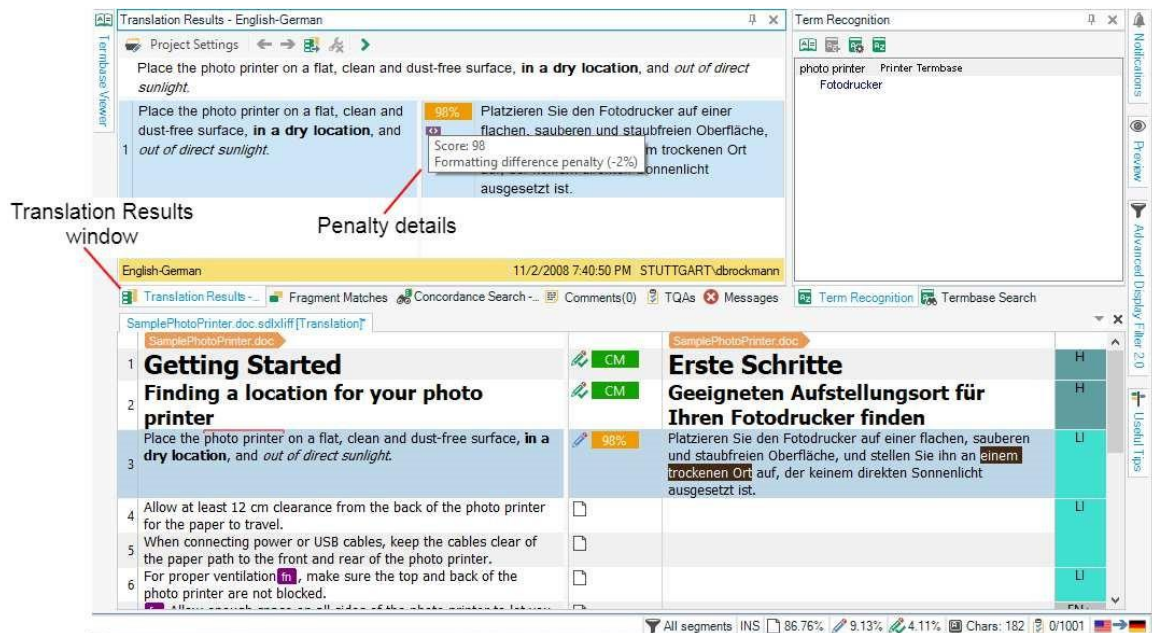 Translation Results - English-German
Project Settings
Place the photo printer on a flat, clean and dust-free surface, in a dry location, and out of direct
sunlight.
1
Place the photo printer on a flat, clean and
dust-free surface, in a dry location, and
out of direct sunlight.
98%
Platzieren Sie den Fotodrucker auf einer
flachen, sauberen und staubfreien Oberfläche,
m trockenen Ort
onnenlicht
ausgesetzt ist.
Score: 98
Formatting difference penalty (-2%)
Translation Results
window
Penalty details
English-German
11/2/2008 7:40:50 PM STUTTGART\dbrockmann
Term Recognition
photo printer Printer Termbase
Fotodrucker
Termbase Viewer
Notifications
Preview
Advanced Display Filter 2.0
Useful Tips
Translation Results -... Fragment Matches Concordance Search -... Comments(0) TQAs Messages
Term Recognition Termbase Search
SamplePhotoPrinter.doc.sdlxliff [Translation]*
SamplePhotoPrinter.doc
SamplePhotoPrinter.doc
1 Getting Started CM Erste Schritte H
2 Finding a location for your photo
printer
CM
Geeigneten Aufstellungsort für
Ihren Fotodrucker finden
H
3 Place the photo printer on a flat, clean and dust-free surface, in a
dry location, and out of direct sunlight.
98%
Platzieren Sie den Fotodrucker auf einer flachen, sauberen
und staubfreien Oberfläche, und stellen Sie ihn an einem
trockenen Ort auf, der keinem direkten Sonnenlicht
ausgesetzt ist.
LI
4 Allow at least 12 cm clearance from the back of the photo printer
for the paper to travel.
LI
5 When connecting power or USB cables, keep the cables clear of
the paper path to the front and rear of the photo printer.
6 For proper ventilation fn , make sure the top and back of the
photo printer are not blocked.
LI
All segments INS 86.76% 9.13% 4.11% Chars: 182 0/1001